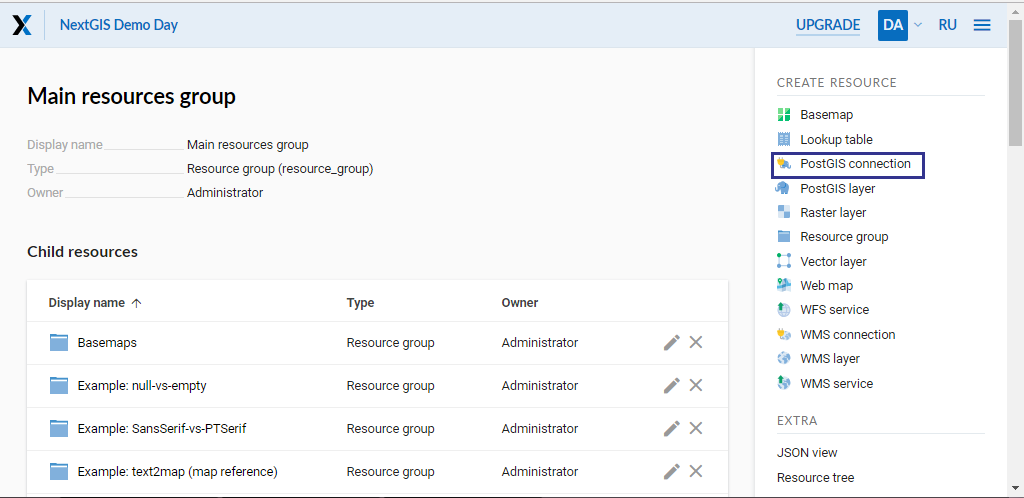 NextGIS Demo Day
UPGRADE
DA
RU
Main resources group
Display name Main resources group
Type Resource group (resource_group)
Owner Administrator
Child resources
Display name Type Owner
Basemaps Resource group Administrator
Example: null-vs-empty Resource group Administrator
Example: SansSerif-vs-PTSerif Resource group Administrator
Example: text2map (map reference) Resource group Administrator
CREATE RESOURCE
Basemap
Lookup table
PostGIS connection
PostGIS layer
Raster layer
Resource group
Vector layer
Web map
WFS service
WMS connection
WMS layer
WMS service
EXTRA
JSON view
Resource tree